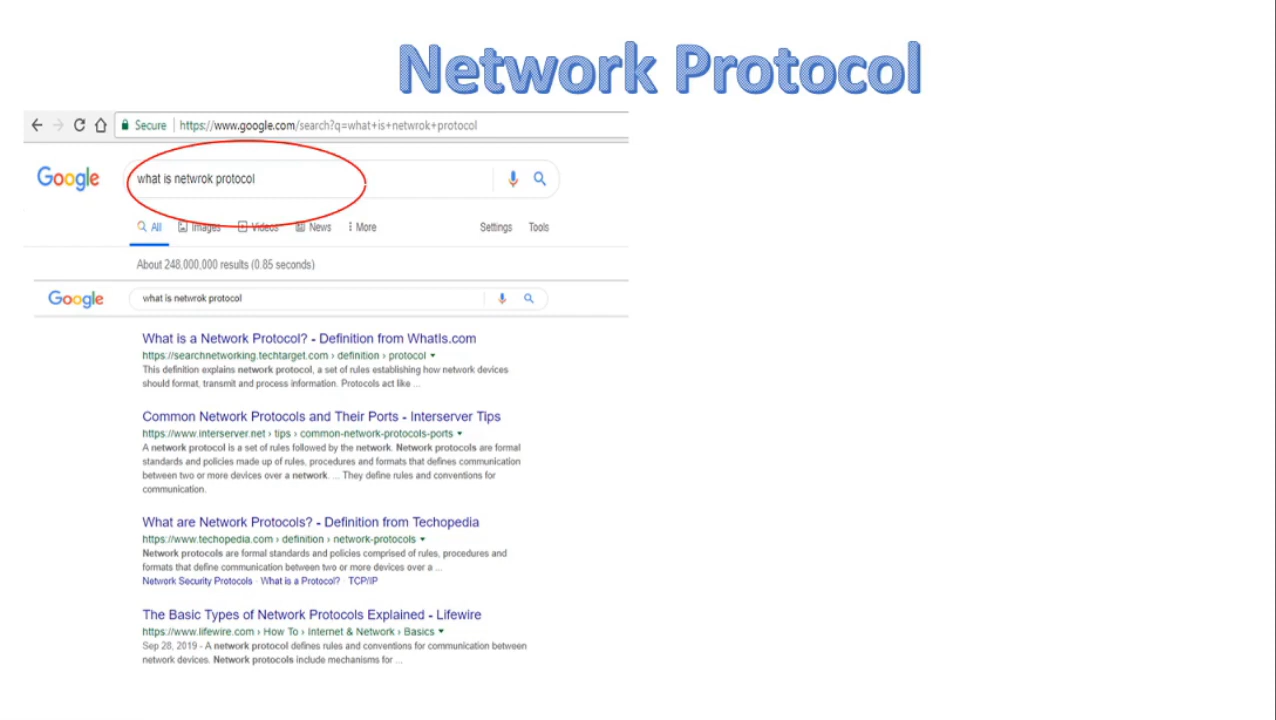 Network Protocol
Secure https://www.google.com/search?q=what+is+netwrok+protocol
Google what is netwrok protocol
All Images Videos News More Settings Tools
About 248,000,000 results (0.85 seconds)
Google what is netwrok protocol
What is a Network Protocol? - Definition from WhatIs.com
https://searchnetworking.techtarget.com › definition › protocol
This definition explains network protocol, a set of rules establishing how network devices
should format, transmit and process information. Protocols act like ...
Common Network Protocols and Their Ports - Interserver Tips
https://www.interserver.net › tips › common-network-protocols-ports
A network protocol is a set of rules followed by the network. Network protocols are formal
standards and policies made up of rules, procedures and formats that defines communication
between two or more devices over a network. ... They define rules and conventions for
communication.
What are Network Protocols? - Definition from Techopedia
https://www.techopedia.com › definition › network-protocols
Network protocols are formal standards and policies comprised of rules, procedures and
formats that define communication between two or more devices over a ...
Network Security Protocols · What is a Protocol? · TCP/IP
The Basic Types of Network Protocols Explained - Lifewire
https://www.lifewire.com › How To › Internet & Network › Basics
Sep 28, 2019 - A network protocol defines rules and conventions for communication between
network devices. Network protocols include mechanisms for ...